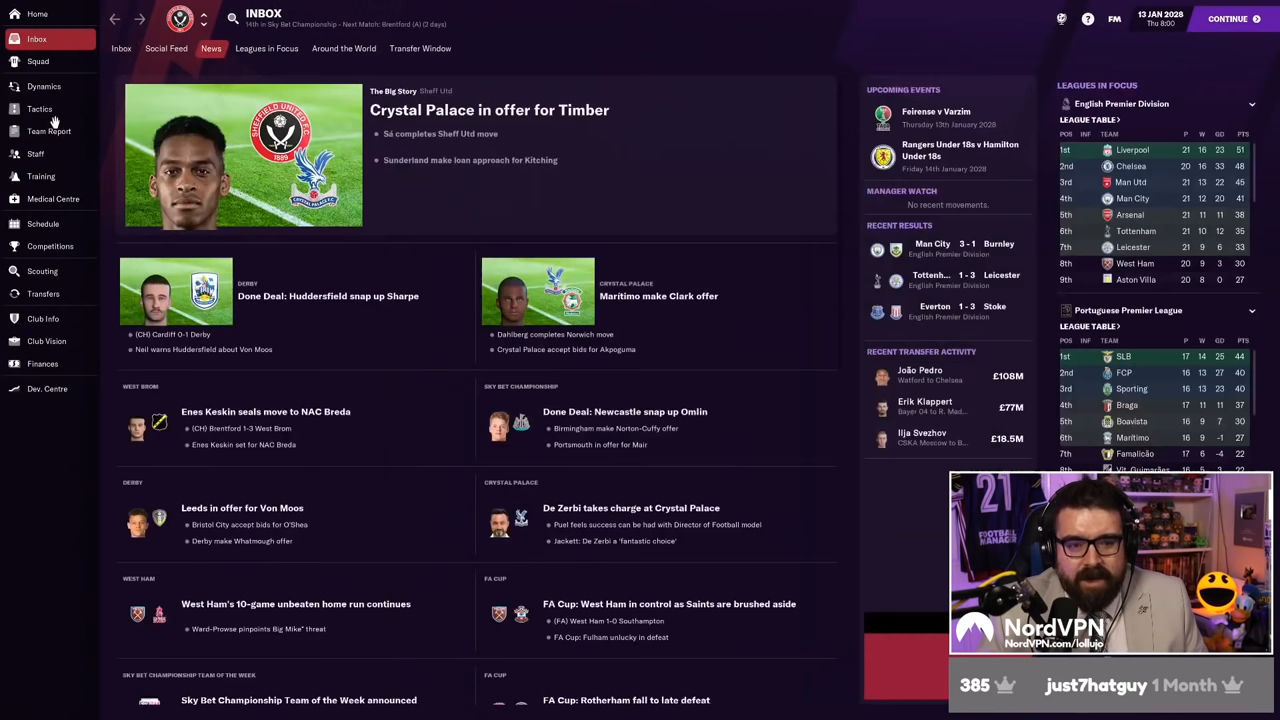 Home
Inbox
Squad
Dynamics
Tactics
Team Report
Staff
Training
Medical Centre
Schedule
Competitions
Scouting
Transfers
Club Info
Club Vision
Finances
Dev. Centre
INBOX
14th in Sky Bet Championship - Next Match: Brentford (A) (2 days)
FM
13 JAN 2028
Thu 8:00
CONTINUE
Inbox Social Feed News Leagues in Focus Around the World Transfer Window
The Big Story Sheff Utd
Crystal Palace in offer for Timber
Sá completes Sheff Utd move
Sunderland make loan approach for Kitching
DERBY
Done Deal: Huddersfield snap up Sharpe
(CH) Cardiff 0-1 Derby
Neil warns Huddersfield about Von Moos
CRYSTAL PALACE
Marítimo make Clark offer
Dahlberg completes Norwich move
Crystal Palace accept bids for Akpoguma
WEST BROM
Enes Keskin seals move to NAC Breda
(CH) Brentford 1-3 West Brom
Enes Keskin set for NAC Breda
SKY BET CHAMPIONSHIP
Done Deal: Newcastle snap up Omlin
Birmingham make Norton-Cuffy offer
Portsmouth in offer for Mair
DERBY
Leeds in offer for Von Moos
Bristol City accept bids for O'Shea
Derby make Whatmough offer
CRYSTAL PALACE
De Zerbi takes charge at Crystal Palace
Puel feels success can be had with Director of Football model
Jackett: De Zerbi a 'fantastic choice'
WEST HAM
West Ham's 10-game unbeaten home run continues
Ward-Prowse pinpoints Big Mike" threat
FA CUP
FA Cup: West Ham in control as Saints are brushed aside
(FA) West Ham 1-0 Southampton
FA Cup: Fulham unlucky in defeat
SKY BET CHAMPIONSHIP TEAM OF THE WEEK
Sky Bet Championship Team of the Week announced
FA CUP
FA Cup: Rotherham fall to late defeat
UPCOMING EVENTS
Feirense v Varzim
Thursday 13th January 2028
Rangers Under 18s v Hamilton
Under 18s
Friday 14th January 2028
MANAGER WATCH
No recent movements.
RECENT RESULTS
Man City 3 - 1 Burnley
English Premier Division
Tottenh... 1 - 3 Leicester
English Premier Division
Everton 1 - 3 Stoke
English Premier Division
RECENT TRANSFER ACTIVITY
João Pedro
Watford to Chelsea
£108M
Erik Klappert
Bayer 04 to R. Mad...
£77M
Ilja Svezhov
CSKA Moscow to B...
£18.5M
LEAGUES IN FOCUS
English Premier Division
LEAGUE TABLE>
POS INF TEAM P W GD PTS
1st Liverpool 21 16 23 51
2nd Chelsea 20 16 33 48
3rd Man Utd 21 13 22 45
4th Man City 21 12 20 41
5th Arsenal 21 11 11 38
6th Tottenham 21 10 12 35
7th Leicester 21 9 6 33
8th West Ham 20 9 3 30
9th Aston Villa 20 8 0 27
Portuguese Premier League
LEAGUE TABLE>
POS INF TEAM P W GD PTS
1st SLB 17 14 25 44
2nd FCP 16 13 27 40
3rd Sporting 16 13 23 40
4th Braga 17 11 11 37
5th Boavista 16 9 7 30
6th Marítimo 16 9 -1 27
7th Famalicão 17 6 -4 22
8th Vit. Guimarães 16 5 3 22
21
FOOTBALL
MANAGER
NordVPN
NordVPN.com/lollujo
385 just7hatguy 1 Month